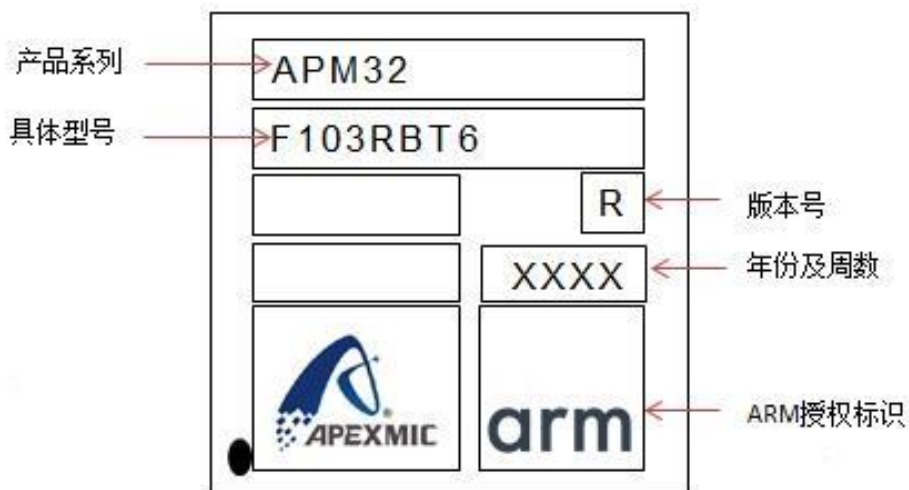 产品系列
APM32
具体型号
F103RBT6
R
版本号
XXXX
年份及周数
APEXMIC
arm
ARM授权标识